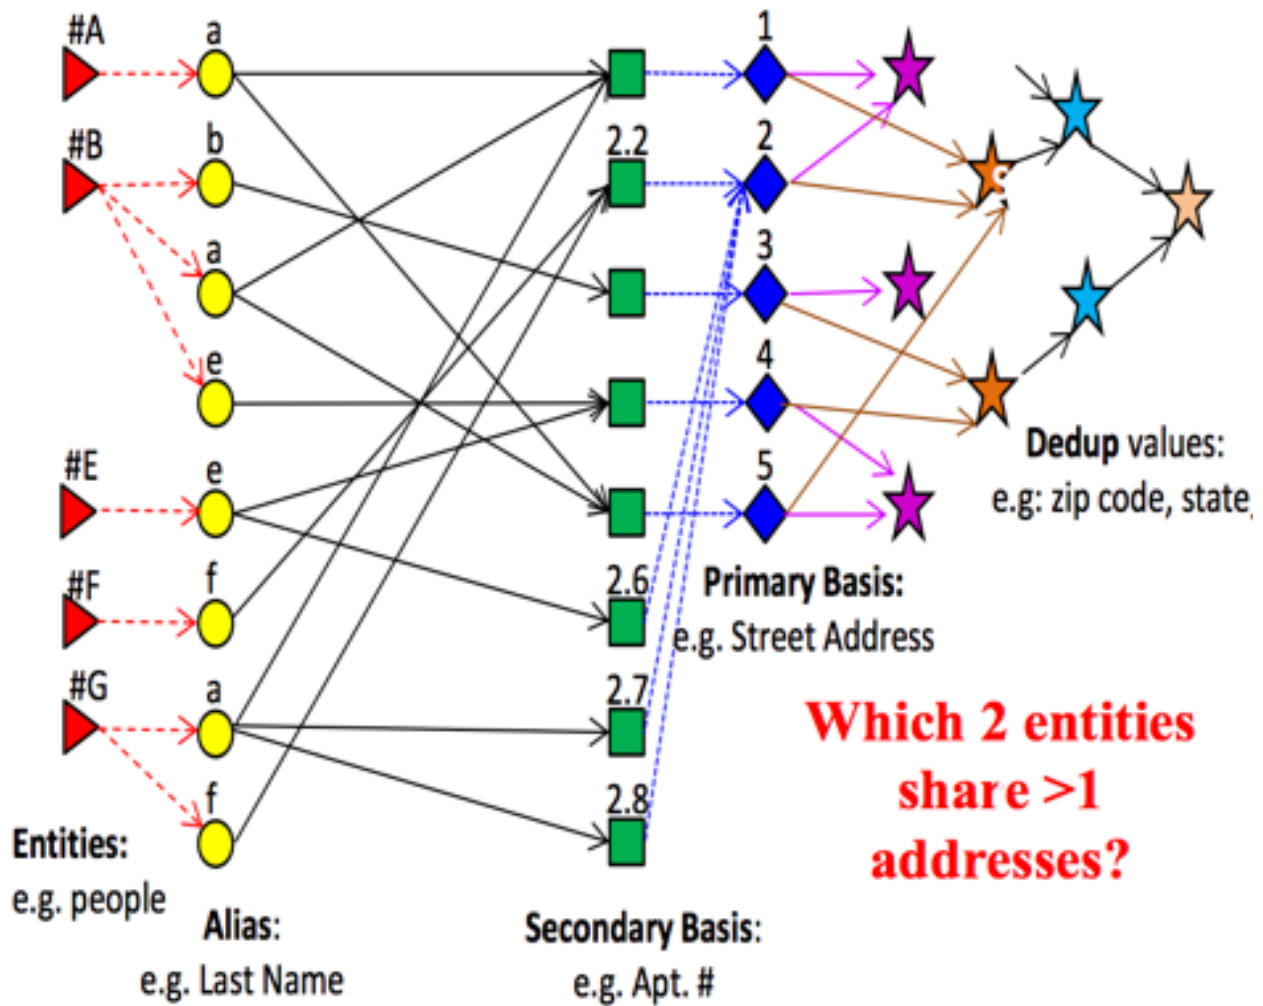 #A
a
1
#B
b
2.2
2
a
3
e
4
#E
e
5
Dedup values:
e.g: zip code, state,
#F
f
2.6
Primary Basis:
e.g. Street Address
#G
a
2.7
Which 2 entities
share >1
addresses?
f
2.8
Entities:
e.g. people
Alias:
e.g. Last Name
Secondary Basis:
e.g. Apt. #